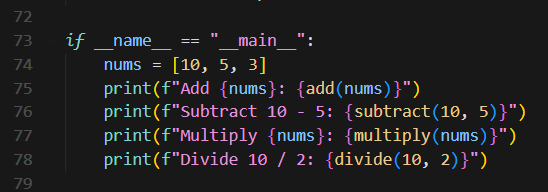 72
73 if __name__ == "__main__":
74     nums = [10, 5, 3]
75     print(f"Add {nums}: {add(nums)}")
76     print(f"Subtract 10 - 5: {subtract(10, 5)}")
77     print(f"Multiply {nums}: {multiply(nums)}")
78     print(f"Divide 10 / 2: {divide(10, 2)}")
79